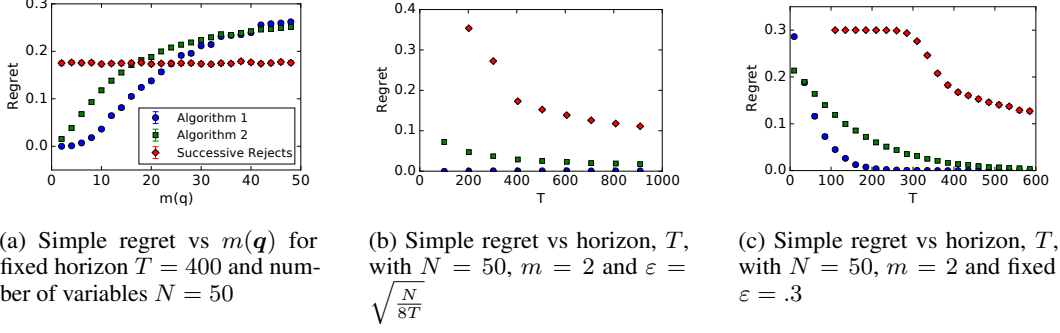 0.3
0.2
0.1
0.0
Regret
0
10
20
30
40
50
m(q)
Algorithm 1
Algorithm 2
Successive Rejects
0.4
0.3
0.2
0.1
0.0
Regret
0
200
400
600
800
1000
T
0.3
0.2
0.1
0.0
Regret
0
100
200
300
400
500
600
T
(a) Simple regret vs m(q) for
fixed horizon T = 400 and num-
ber of variables N = 50
(b) Simple regret vs horizon, T,
with N = 50, m = 2 and ε =
√(N/8T)
(c) Simple regret vs horizon, T,
with N = 50, m = 2 and fixed
ε = .3